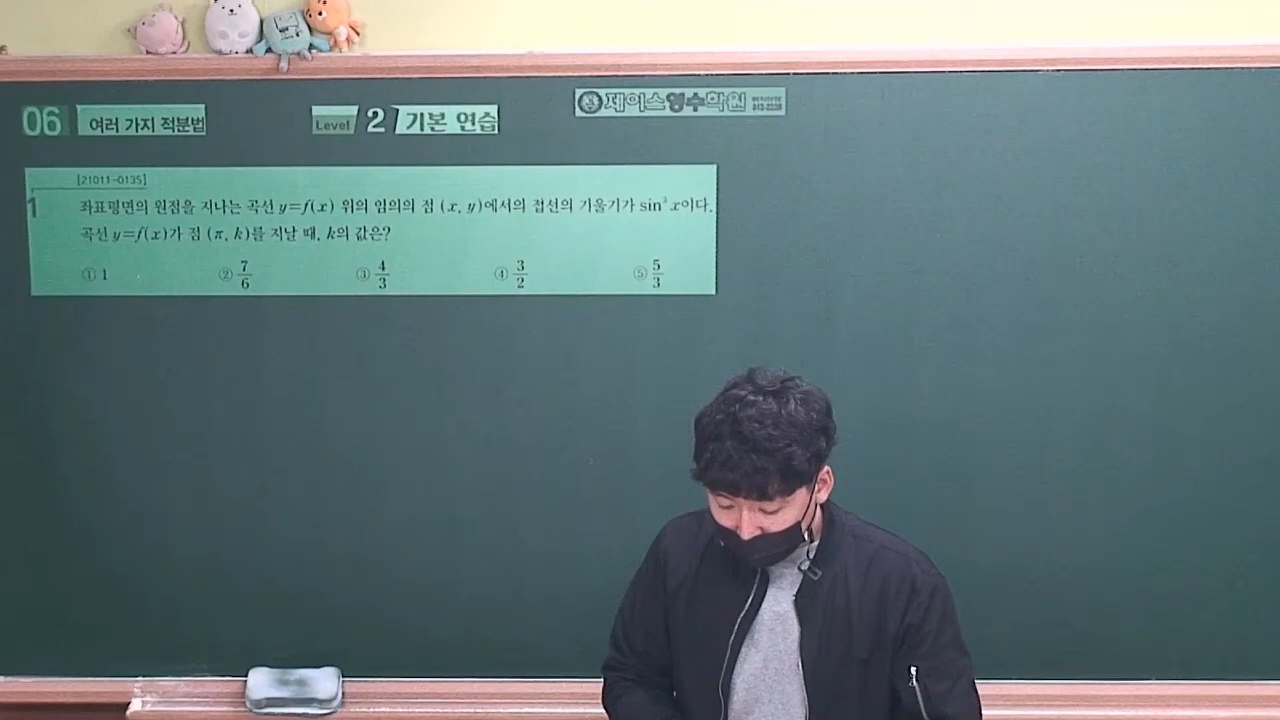 06 여러 가지 적분법
Level 2 기본 연습
제이스영수학원
[21011-0135]
1 좌표평면의 원점을 지나는 곡선 y=f(x) 위의 임의의 점 (x, y)에서의 접선의 기울기가 sin³ x이다.
곡선 y=f(x)가 점 (π, k)를 지날 때, k의 값은?
① 1 ② 7/6 ③ 4/3 ④ 3/2 ⑤ 5/3